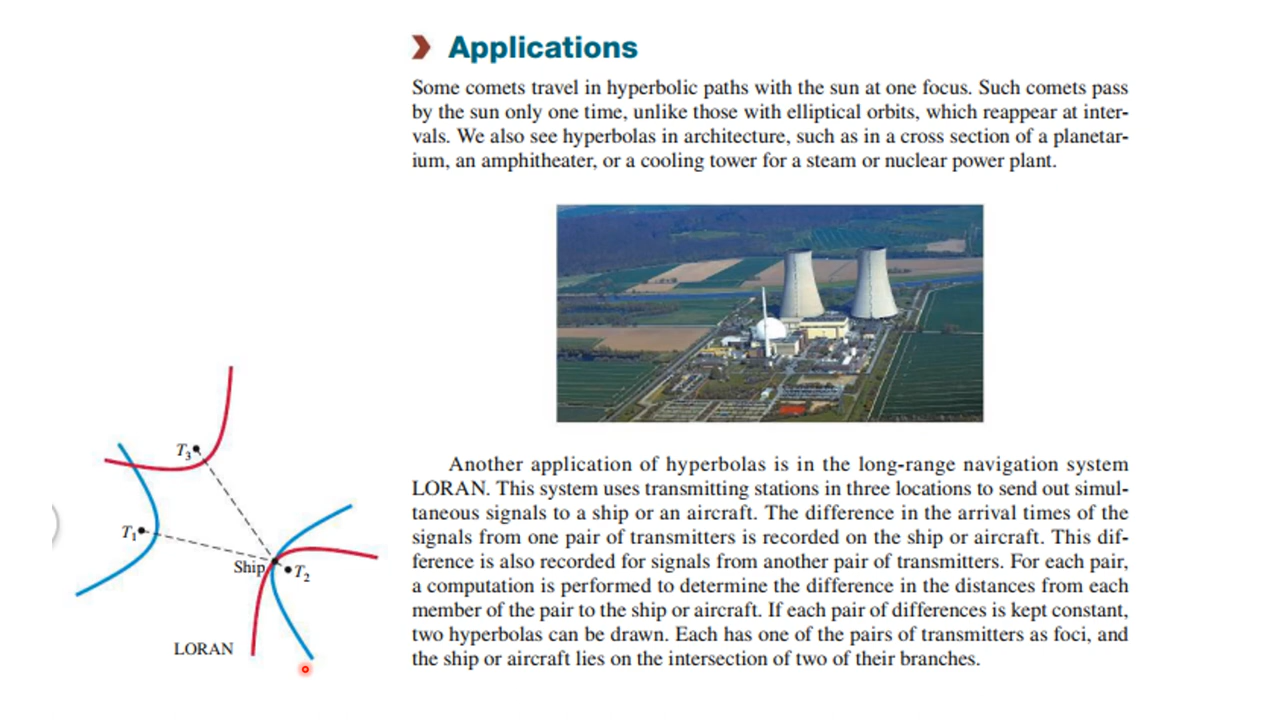 Applications
Some comets travel in hyperbolic paths with the sun at one focus. Such comets pass
by the sun only one time, unlike those with elliptical orbits, which reappear at inter-
vals. We also see hyperbolas in architecture, such as in a cross section of a planetar-
ium, an amphitheater, or a cooling tower for a steam or nuclear power plant.
T3
T1
Ship
T2
LORAN
Another application of hyperbolas is in the long-range navigation system
LORAN. This system uses transmitting stations in three locations to send out simul-
taneous signals to a ship or an aircraft. The difference in the arrival times of the
signals from one pair of transmitters is recorded on the ship or aircraft. This dif-
ference is also recorded for signals from another pair of transmitters. For each pair,
a computation is performed to determine the difference in the distances from each
member of the pair to the ship or aircraft. If each pair of differences is kept constant,
two hyperbolas can be drawn. Each has one of the pairs of transmitters as foci, and
the ship or aircraft lies on the intersection of two of their branches.